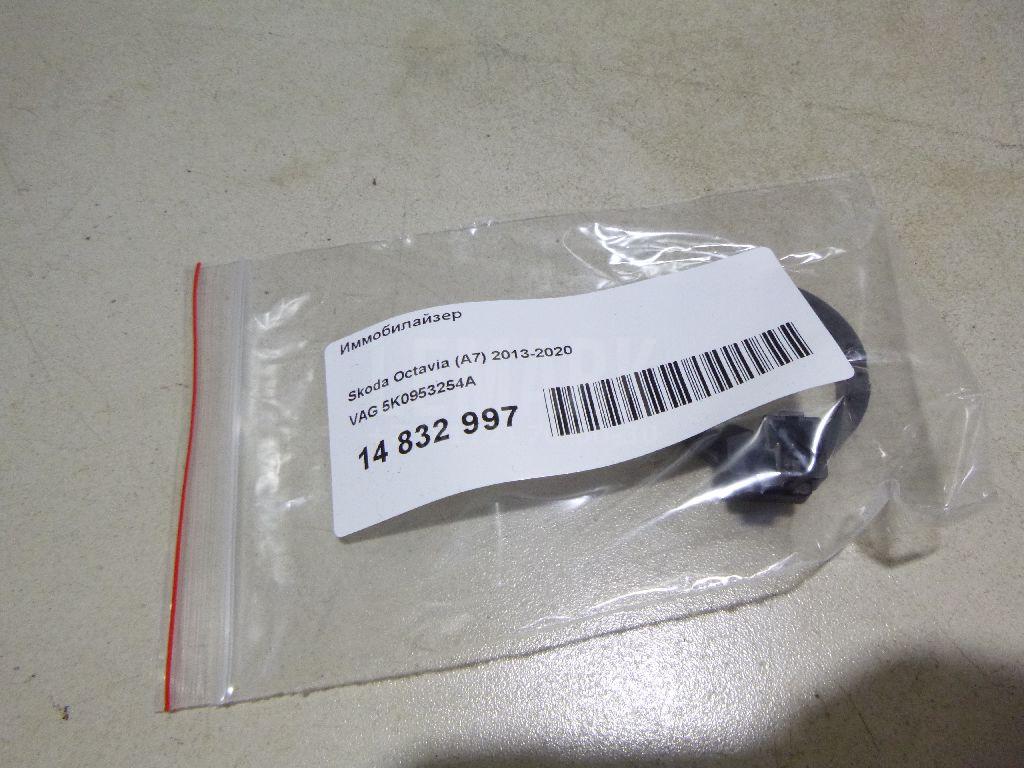 Иммобилайзер
Skoda Octavia (A7) 2013-2020
VAG 5K0953254A
14 832 997